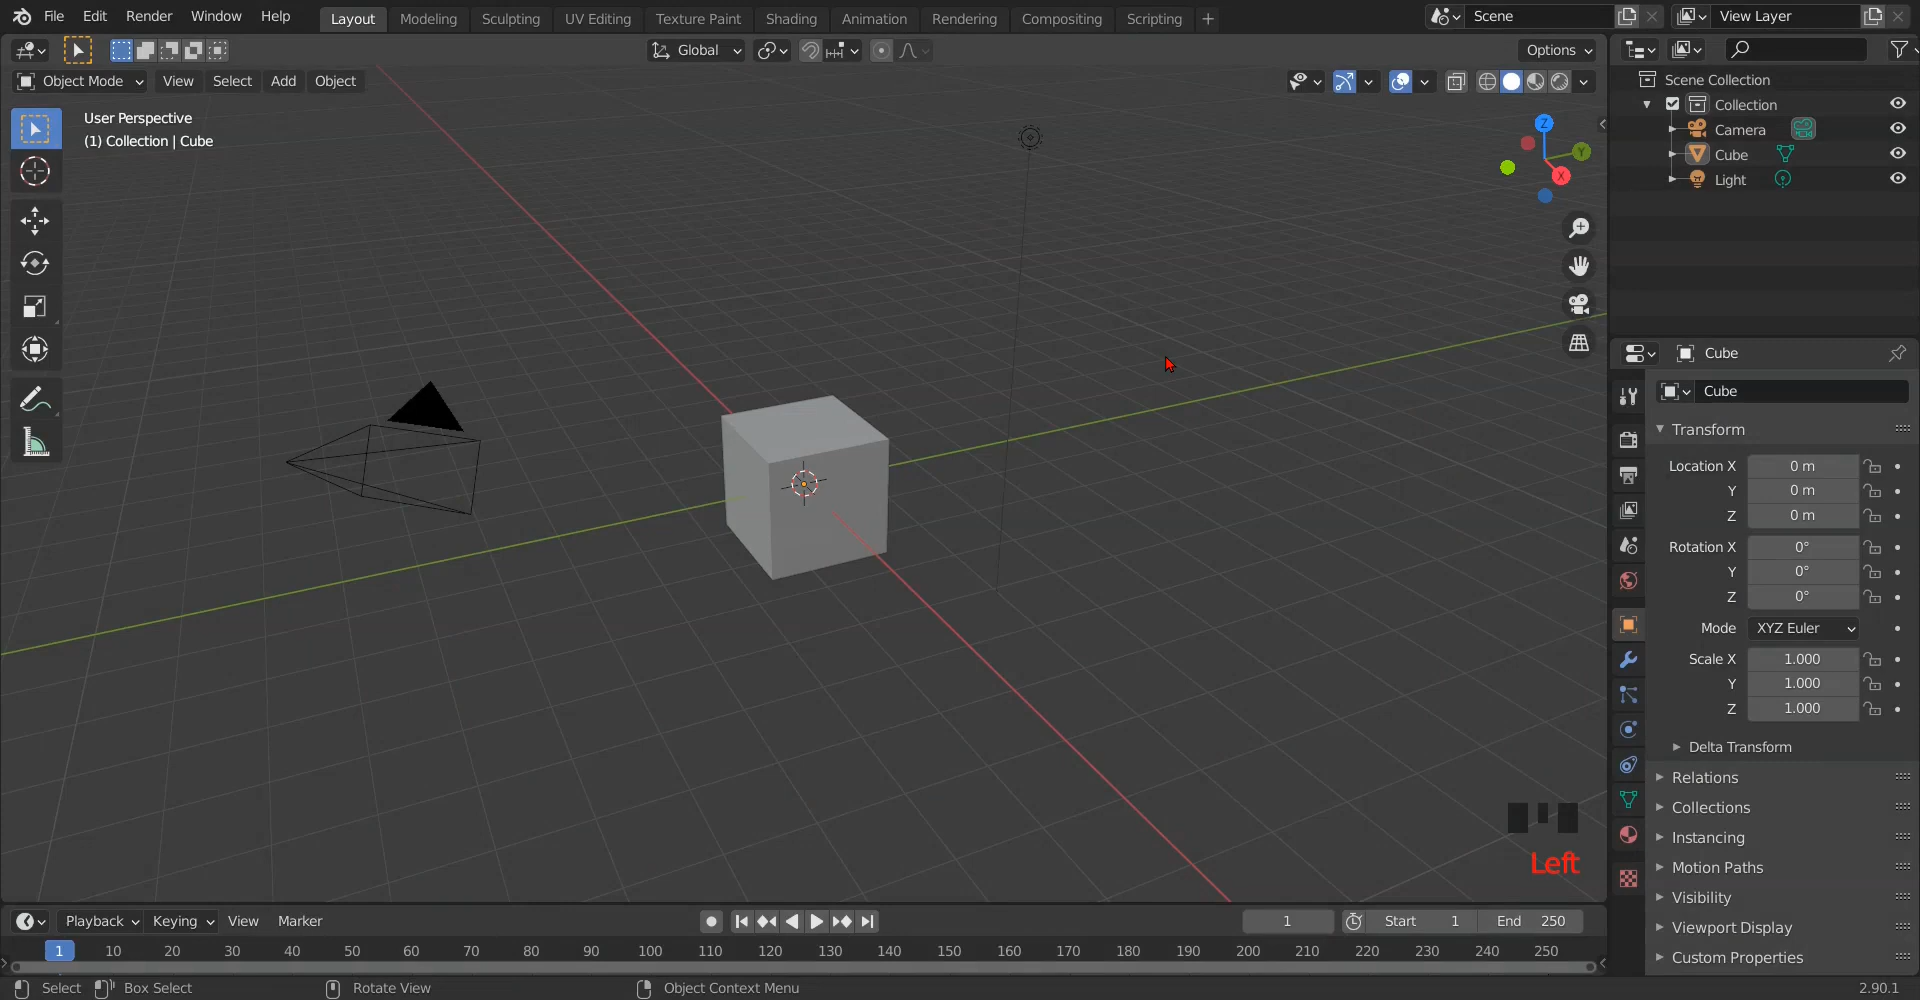 File Edit Render Window Help Layout Modeling Sculpting UV Editing Texture Paint Shading Animation Rendering Compositing Scripting + Scene View Layer
Global Options
Object Mode View Select Add Object
User Perspective
(1) Collection | Cube
Z
Y
X
Scene Collection
Collection
Camera
Cube
Light
Cube
Cube
Transform
Location X 0 m
Y 0 m
Z 0 m
Rotation X 0°
Y 0°
Z 0°
Mode XYZ Euler
Scale X 1.000
Y 1.000
Z 1.000
Delta Transform
Relations
Collections
Instancing
Motion Paths
Visibility
Viewport Display
Custom Properties
Left
Playback Keying View Marker 1 Start 1 End 250
1 10 20 30 40 50 60 70 80 90 100 110 120 130 140 150 160 170 180 190 200 210 220 230 240 250
Select Box Select Rotate View Object Context Menu 2.90.1